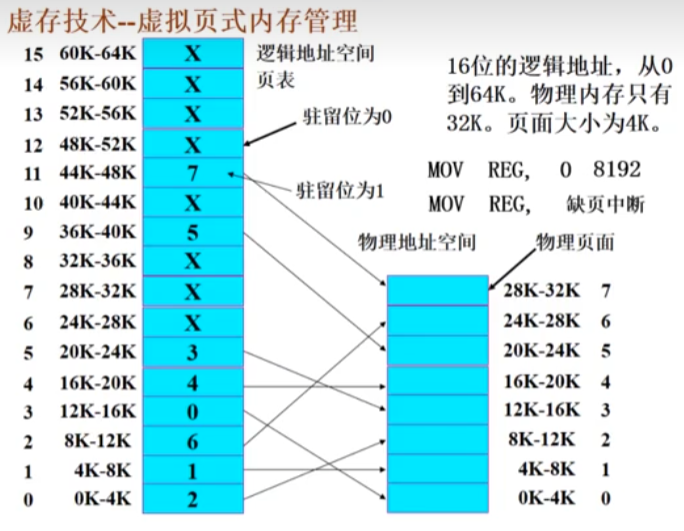 虚存技术--虚拟页式内存管理
15 60K-64K X
14 56K-60K X
13 52K-56K X
12 48K-52K X
11 44K-48K 7
10 40K-44K X
9 36K-40K 5
8 32K-36K X
7 28K-32K X
6 24K-28K X
5 20K-24K 3
4 16K-20K 4
3 12K-16K 0
2 8K-12K 6
1 4K-8K 1
0 0K-4K 2
逻辑地址空间
页表
驻留位为0
驻留位为1
16位的逻辑地址，从0
到64K。物理内存只有
32K。页面大小为4K。
MOV REG, 0 8192
MOV REG, 缺页中断
物理地址空间
物理页面
28K-32K 7
24K-28K 6
20K-24K 5
16K-20K 4
12K-16K 3
8K-12K 2
4K-8K 1
0K-4K 0